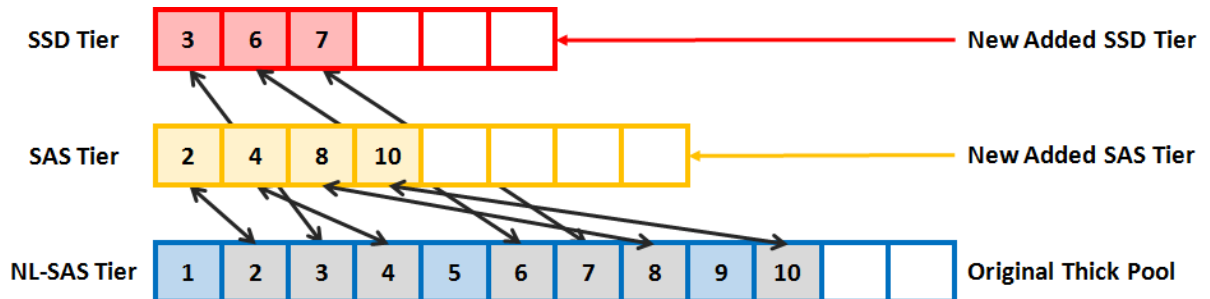 SSD Tier 3 6 7 New Added SSD Tier
SAS Tier 2 4 8 10 New Added SAS Tier
NL-SAS Tier 1 2 3 4 5 6 7 8 9 10 Original Thick Pool